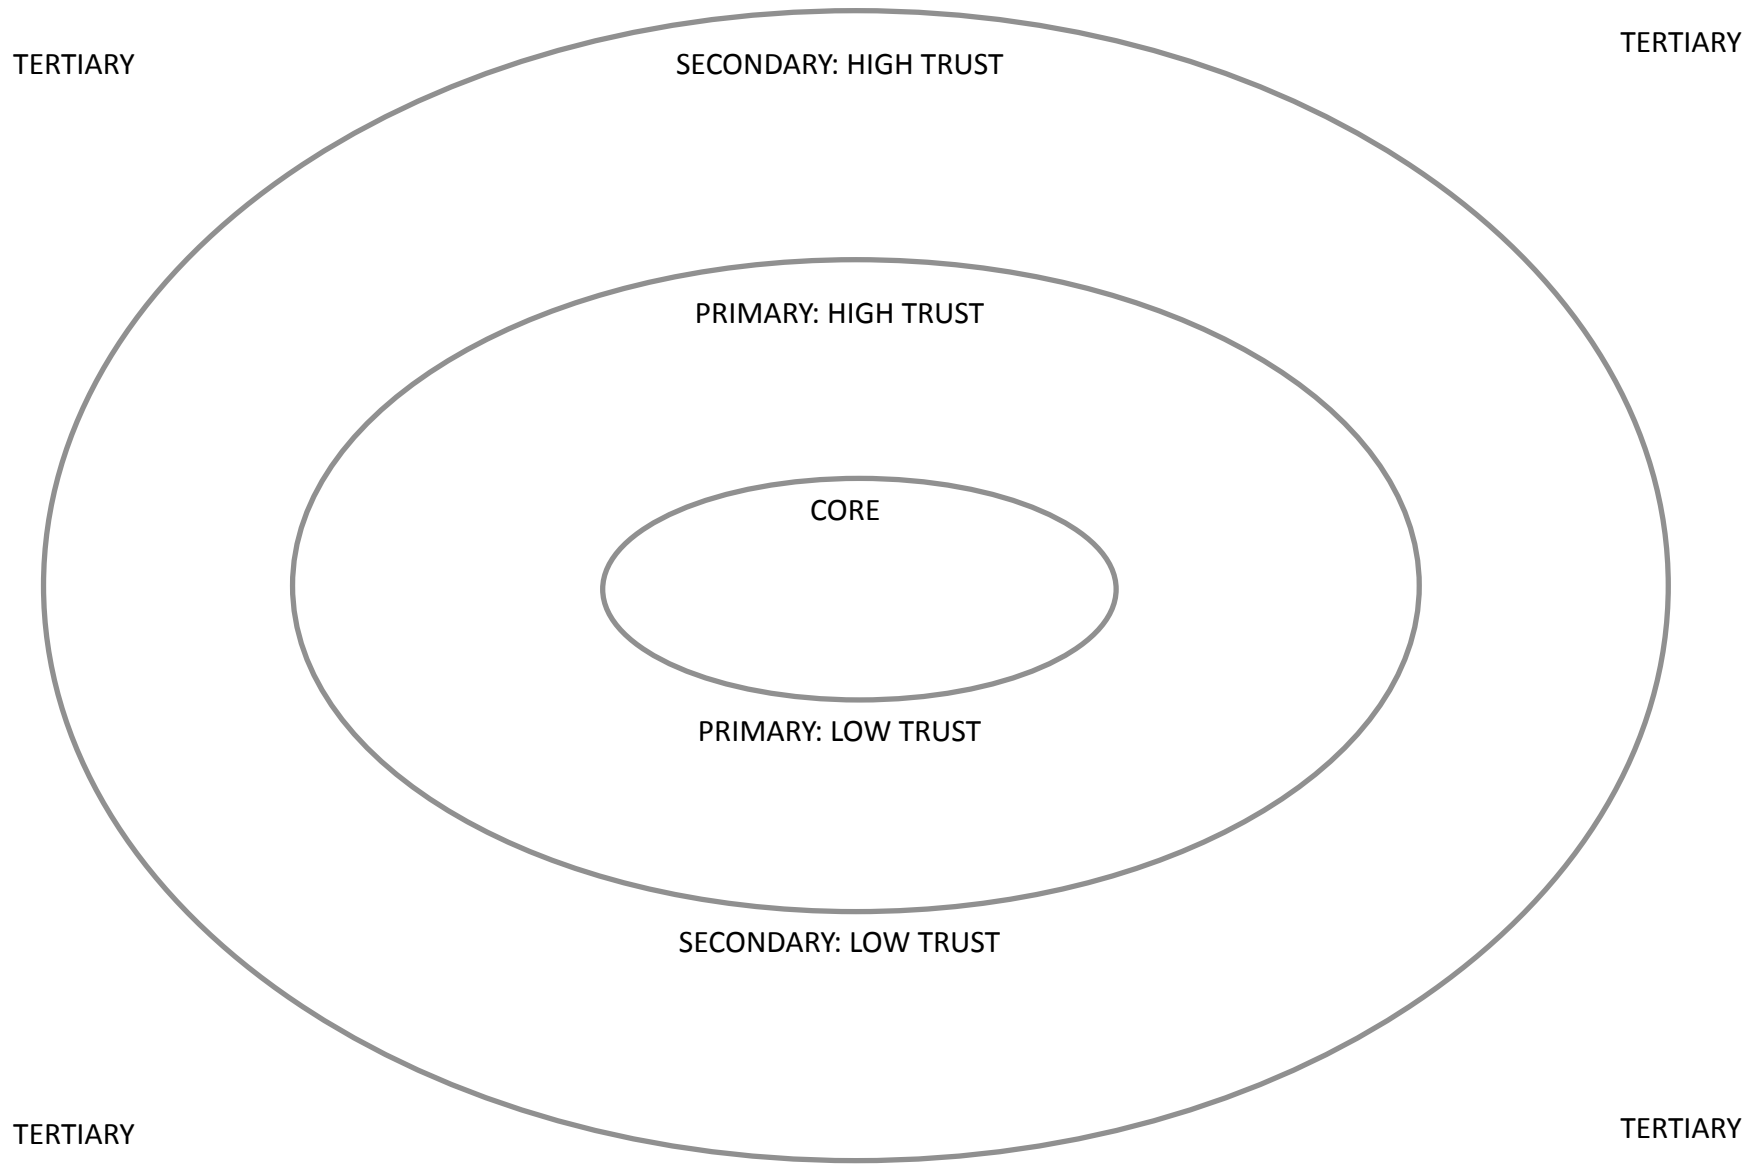 TERTIARY
SECONDARY: HIGH TRUST
TERTIARY
PRIMARY: HIGH TRUST
CORE
PRIMARY: LOW TRUST
SECONDARY: LOW TRUST
TERTIARY
TERTIARY